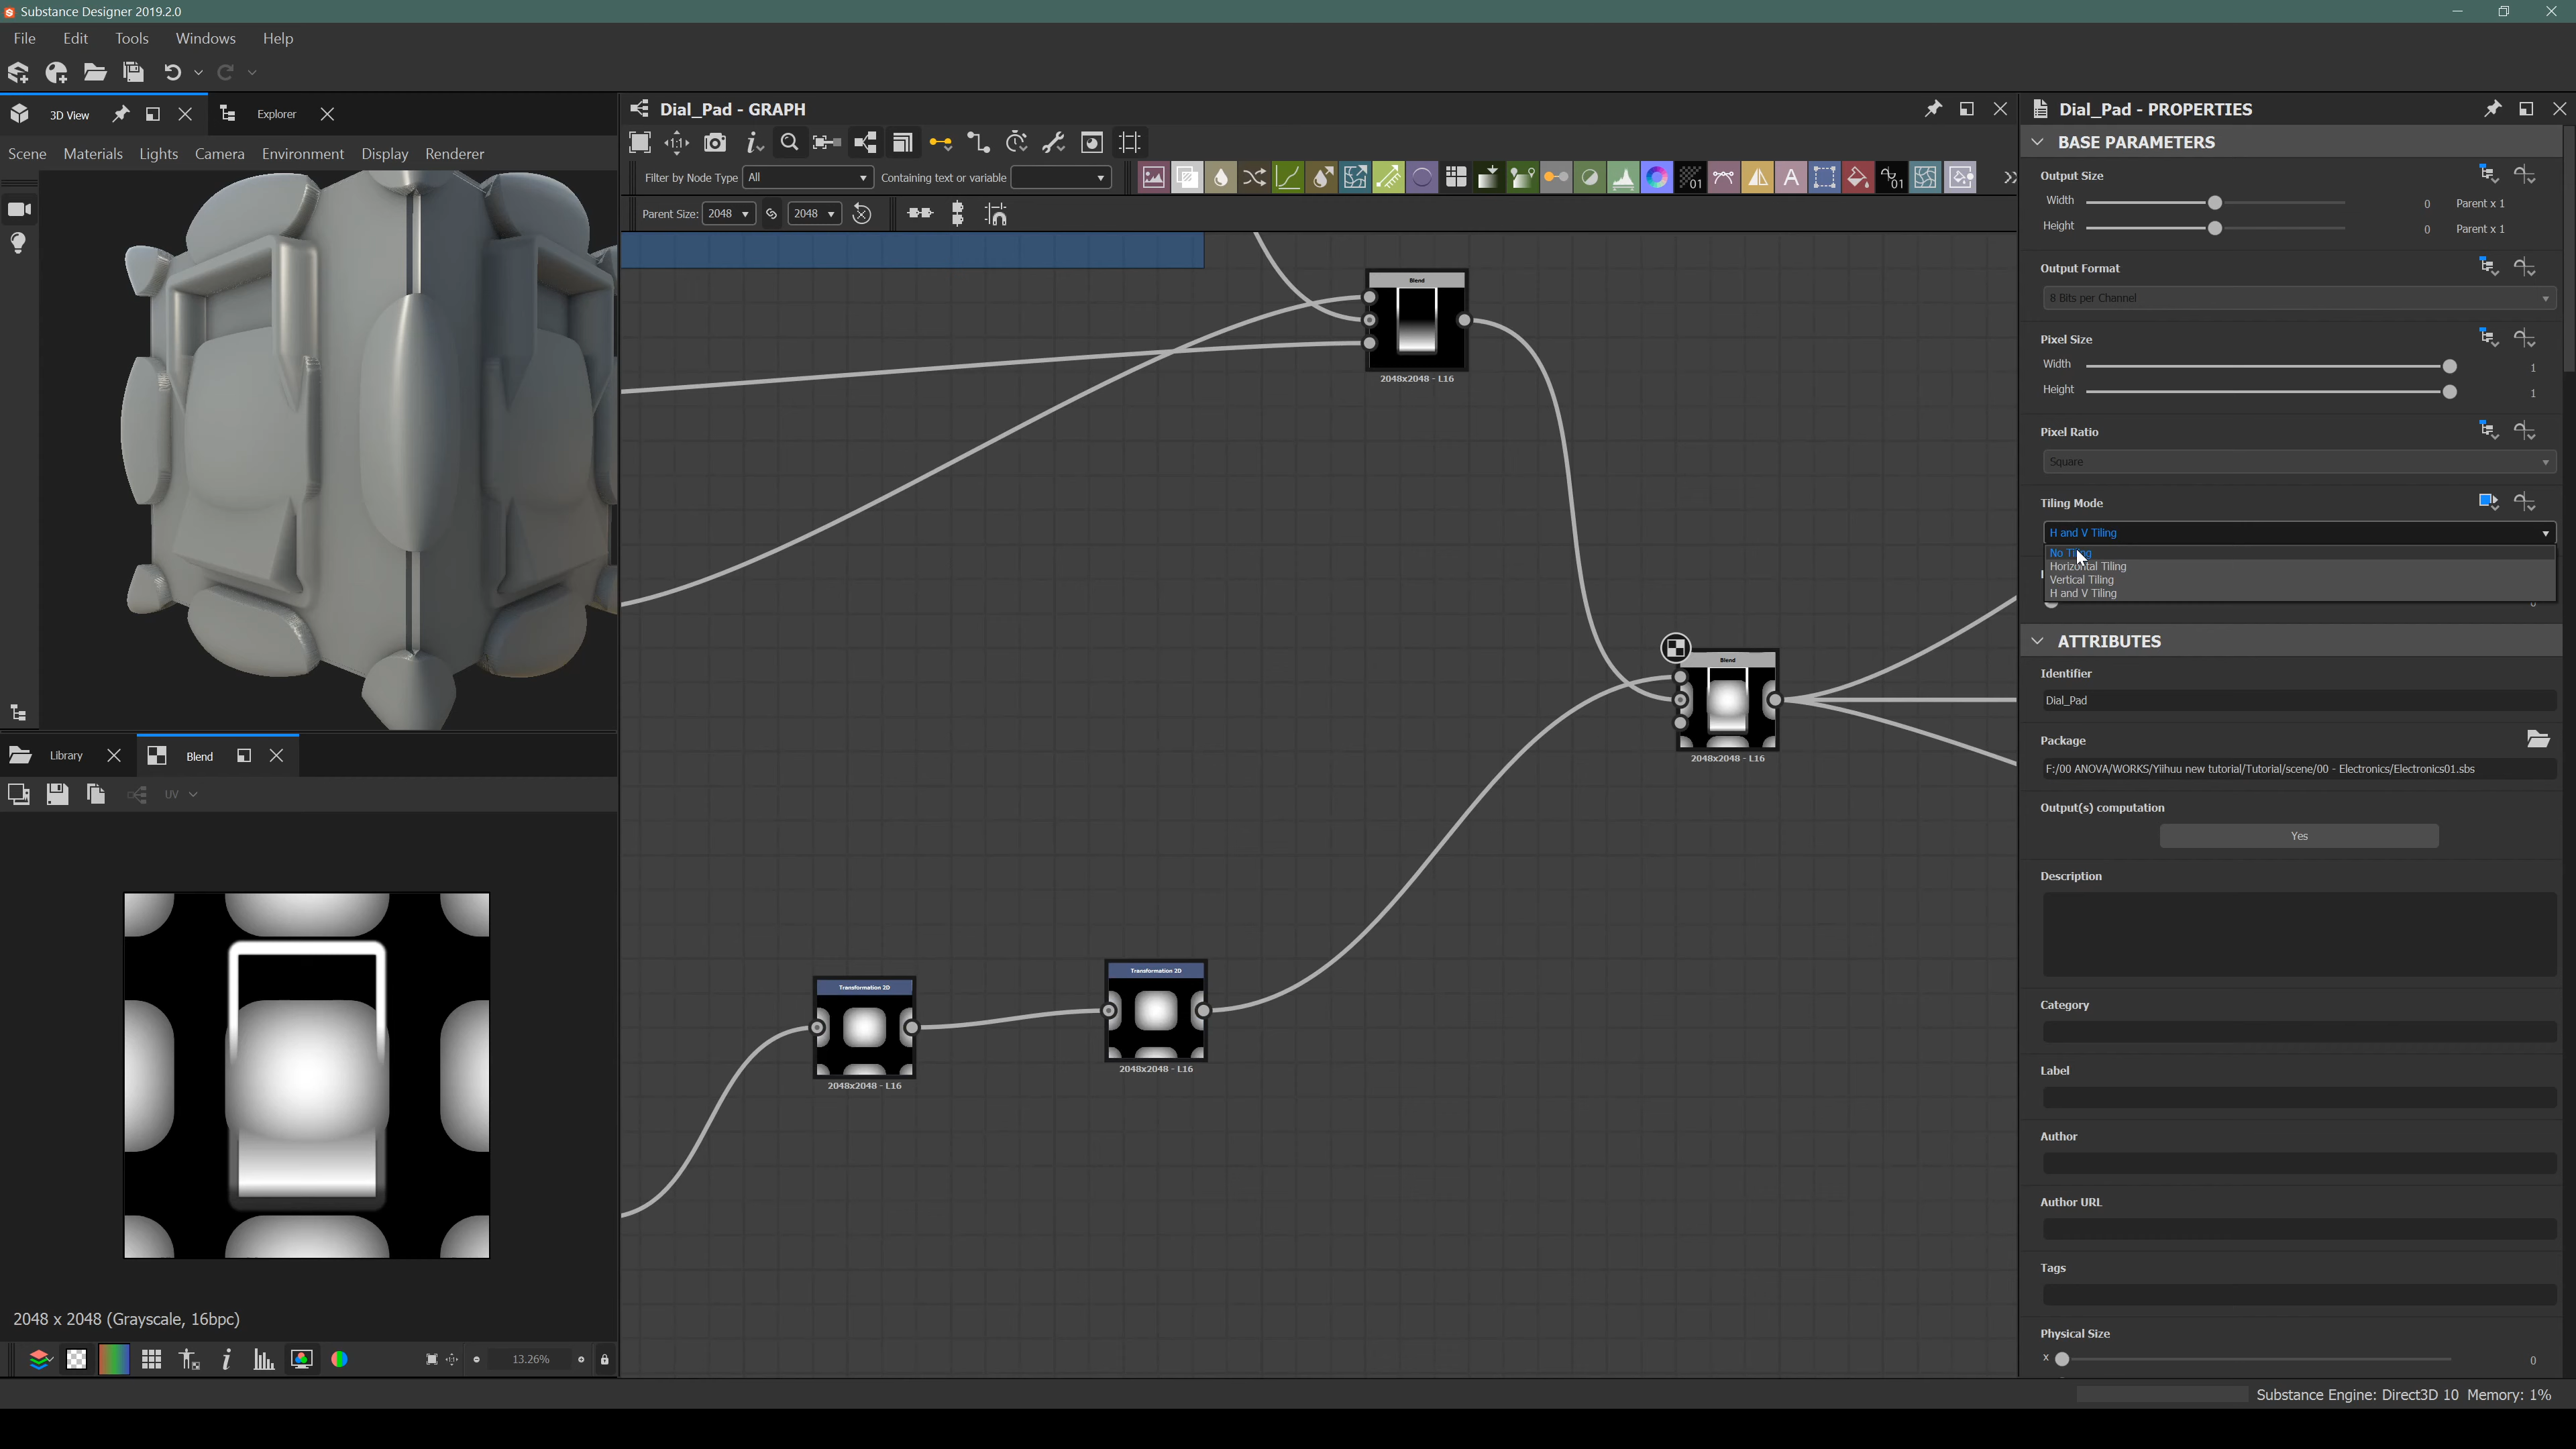 Substance Designer 2019.2.0
File Edit Tools Windows Help
3D View
Explorer
Scene Materials Lights Camera Environment Display Renderer
Library
Blend
UV
2048 x 2048 (Grayscale, 16bpc)
13.26%
Dial_Pad - GRAPH
Filter by Node Type All Containing text or variable
Parent Size: 2048 2048
Blend
2048x2048 - L16
Blend
2048x2048 - L16
Transformation 2D
2048x2048 - L16
Transformation 2D
2048x2048 - L16
Dial_Pad - PROPERTIES
BASE PARAMETERS
Output Size
Width 0 Parent x 1
Height 0 Parent x 1
Output Format
8 Bits per Channel
Pixel Size
Width 1
Height 1
Pixel Ratio
Square
Tiling Mode
H and V Tiling
No Tiling
Horizontal Tiling
Vertical Tiling
H and V Tiling
0
ATTRIBUTES
Identifier
Dial_Pad
Package
F:/00 ANOVA/WORKS/Yiihuu new tutorial/Tutorial/scene/00 - Electronics/Electronics01.sbs
Output(s) computation
Yes
Description
Category
Label
Author
Author URL
Tags
Physical Size
X 0
Substance Engine: Direct3D 10 Memory: 1%